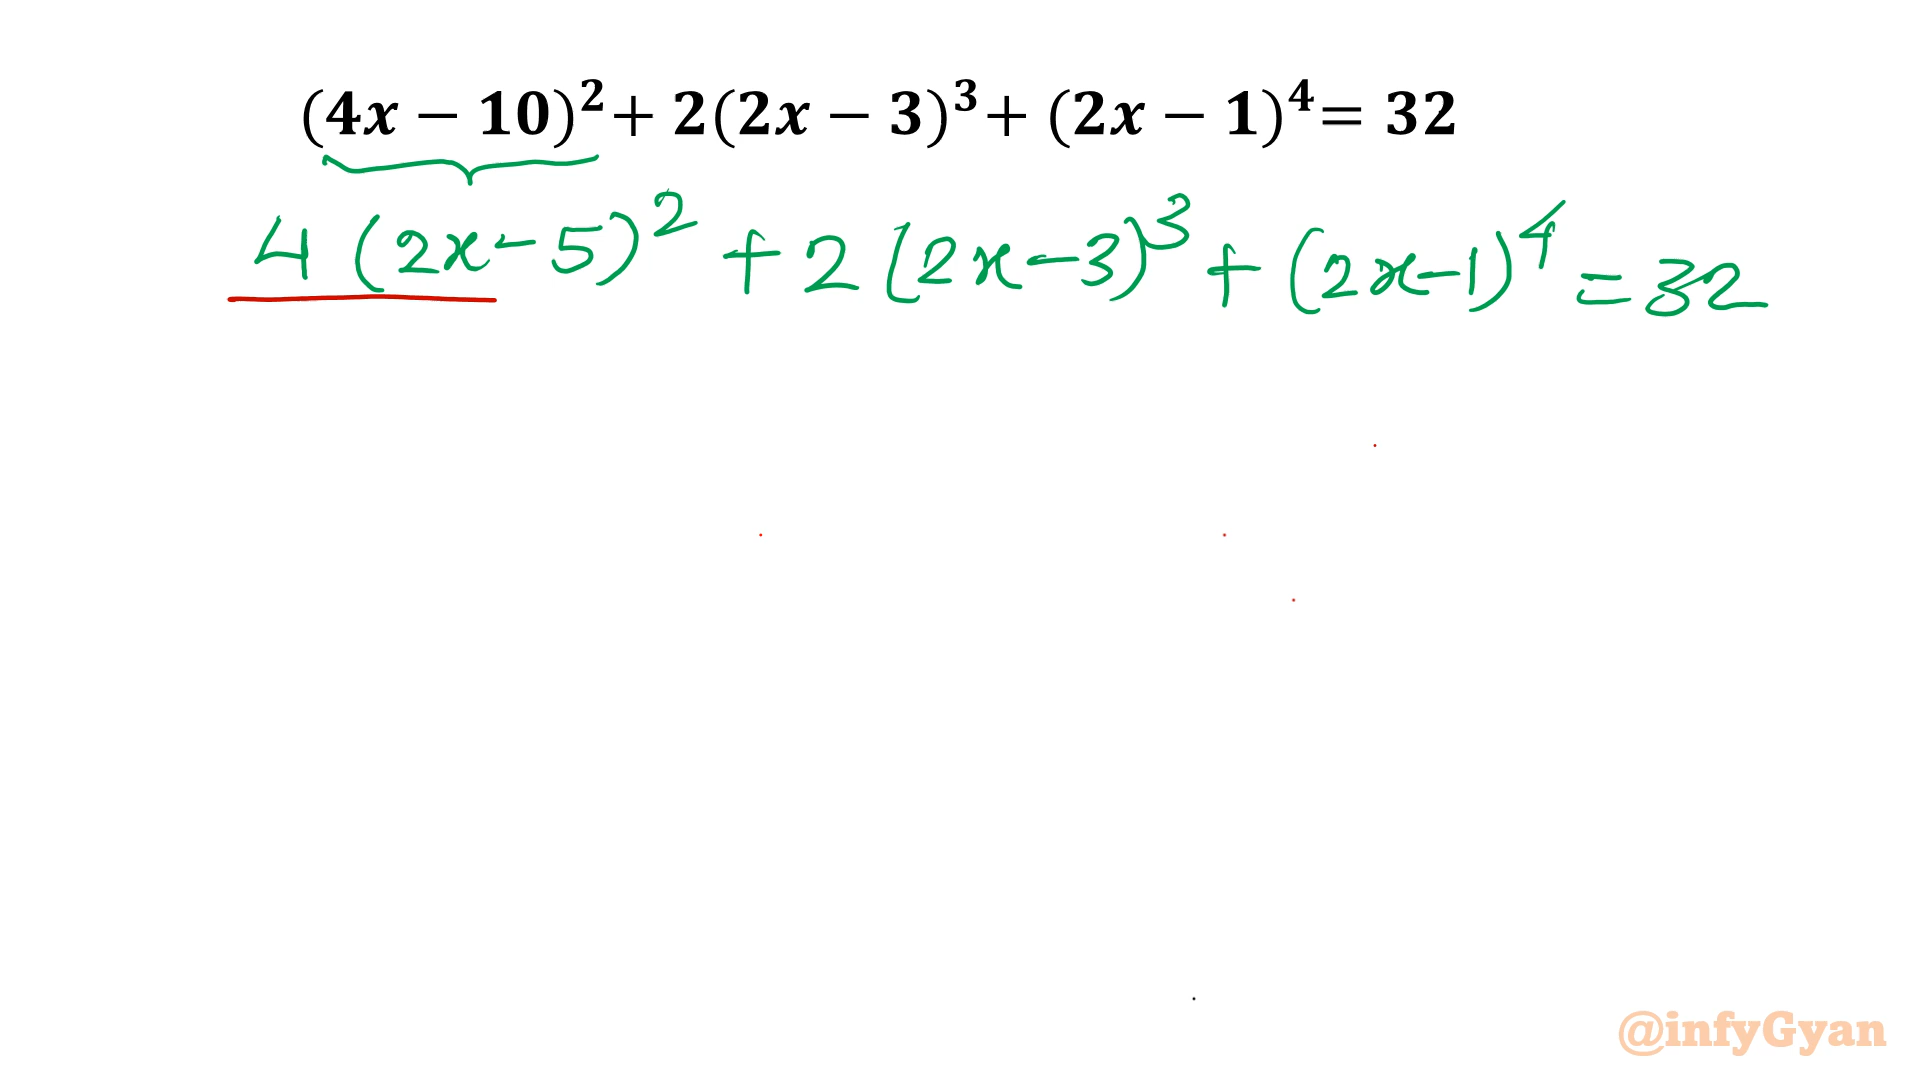 (4x − 10)²+ 2(2x − 3)³+ (2x − 1)⁴= 32
4 (2x−5)² + 2 (2x−3)³ + (2x−1)⁴ = 32
@infyGyan